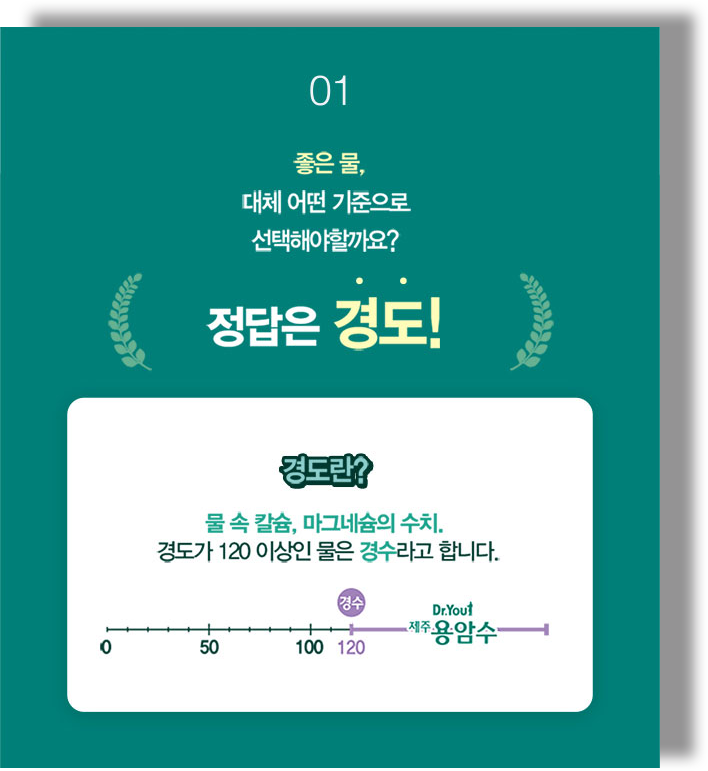 01
좋은 물,
대체 어떤 기준으로
선택해야할까요?
정답은 경도!
경도란?
물 속 칼슘, 마그네슘의 수치.
경도가 120 이상인 물은 경수라고 합니다.
경수
Dr.You
제주 용암수
0 50 100 120